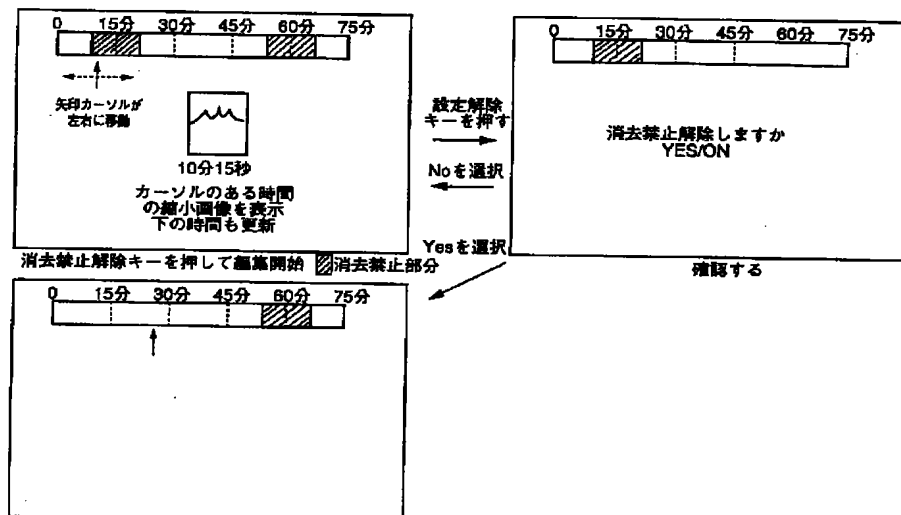 0 15分 30分 45分 60分 75分
矢印カーソルが
左右に移動
10分15秒
カーソルのある時間
の縮小画像を表示
下の時間も更新
消去禁止解除キーを押して編集開始 消去禁止部分
設定解除
キーを押す
Noを選択
Yesを選択
0 15分 30分 45分 60分 75分
消去禁止解除しますか
YES/ON
確認する
0 15分 30分 45分 60分 75分